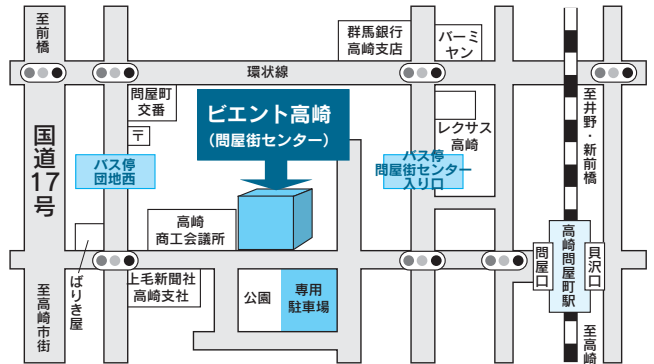 至前橋
群馬銀行
高崎支店
バーミ
ヤン
環状線
問屋町
交番
〒
ビエント高崎
（問屋街センター）
レクサス
高崎
至井野・新前橋
国道17号
バス停
団地西
バス停
問屋街センター
入り口
高崎
商工会議所
ばりき屋
上毛新聞社
高崎支社
公園
専用
駐車場
問屋口
高崎問屋町駅
貝沢口
至高崎市街
至高崎